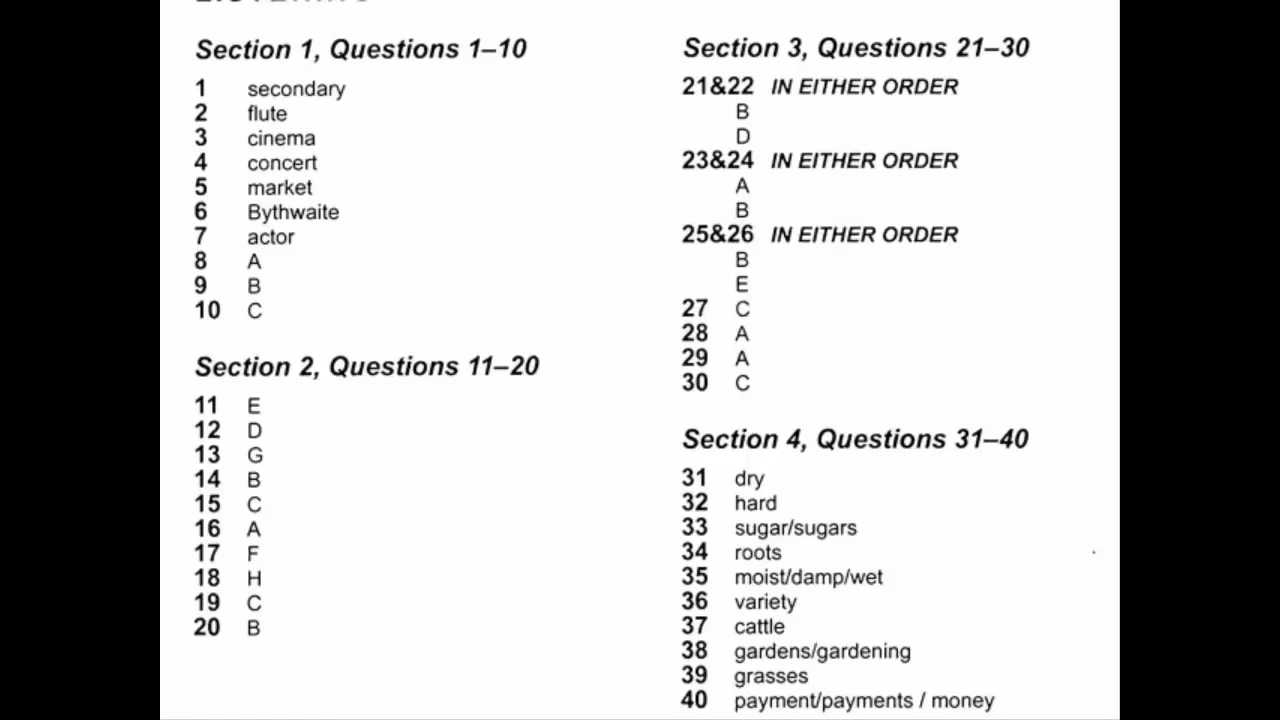 Section 1, Questions 1–10
1 secondary
2 flute
3 cinema
4 concert
5 market
6 Bythwaite
7 actor
8 A
9 B
10 C
Section 2, Questions 11–20
11 E
12 D
13 G
14 B
15 C
16 A
17 F
18 H
19 C
20 B
Section 3, Questions 21–30
21&22 IN EITHER ORDER
B
D
23&24 IN EITHER ORDER
A
B
25&26 IN EITHER ORDER
B
E
27 C
28 A
29 A
30 C
Section 4, Questions 31–40
31 dry
32 hard
33 sugar/sugars
34 roots
35 moist/damp/wet
36 variety
37 cattle
38 gardens/gardening
39 grasses
40 payment/payments / money